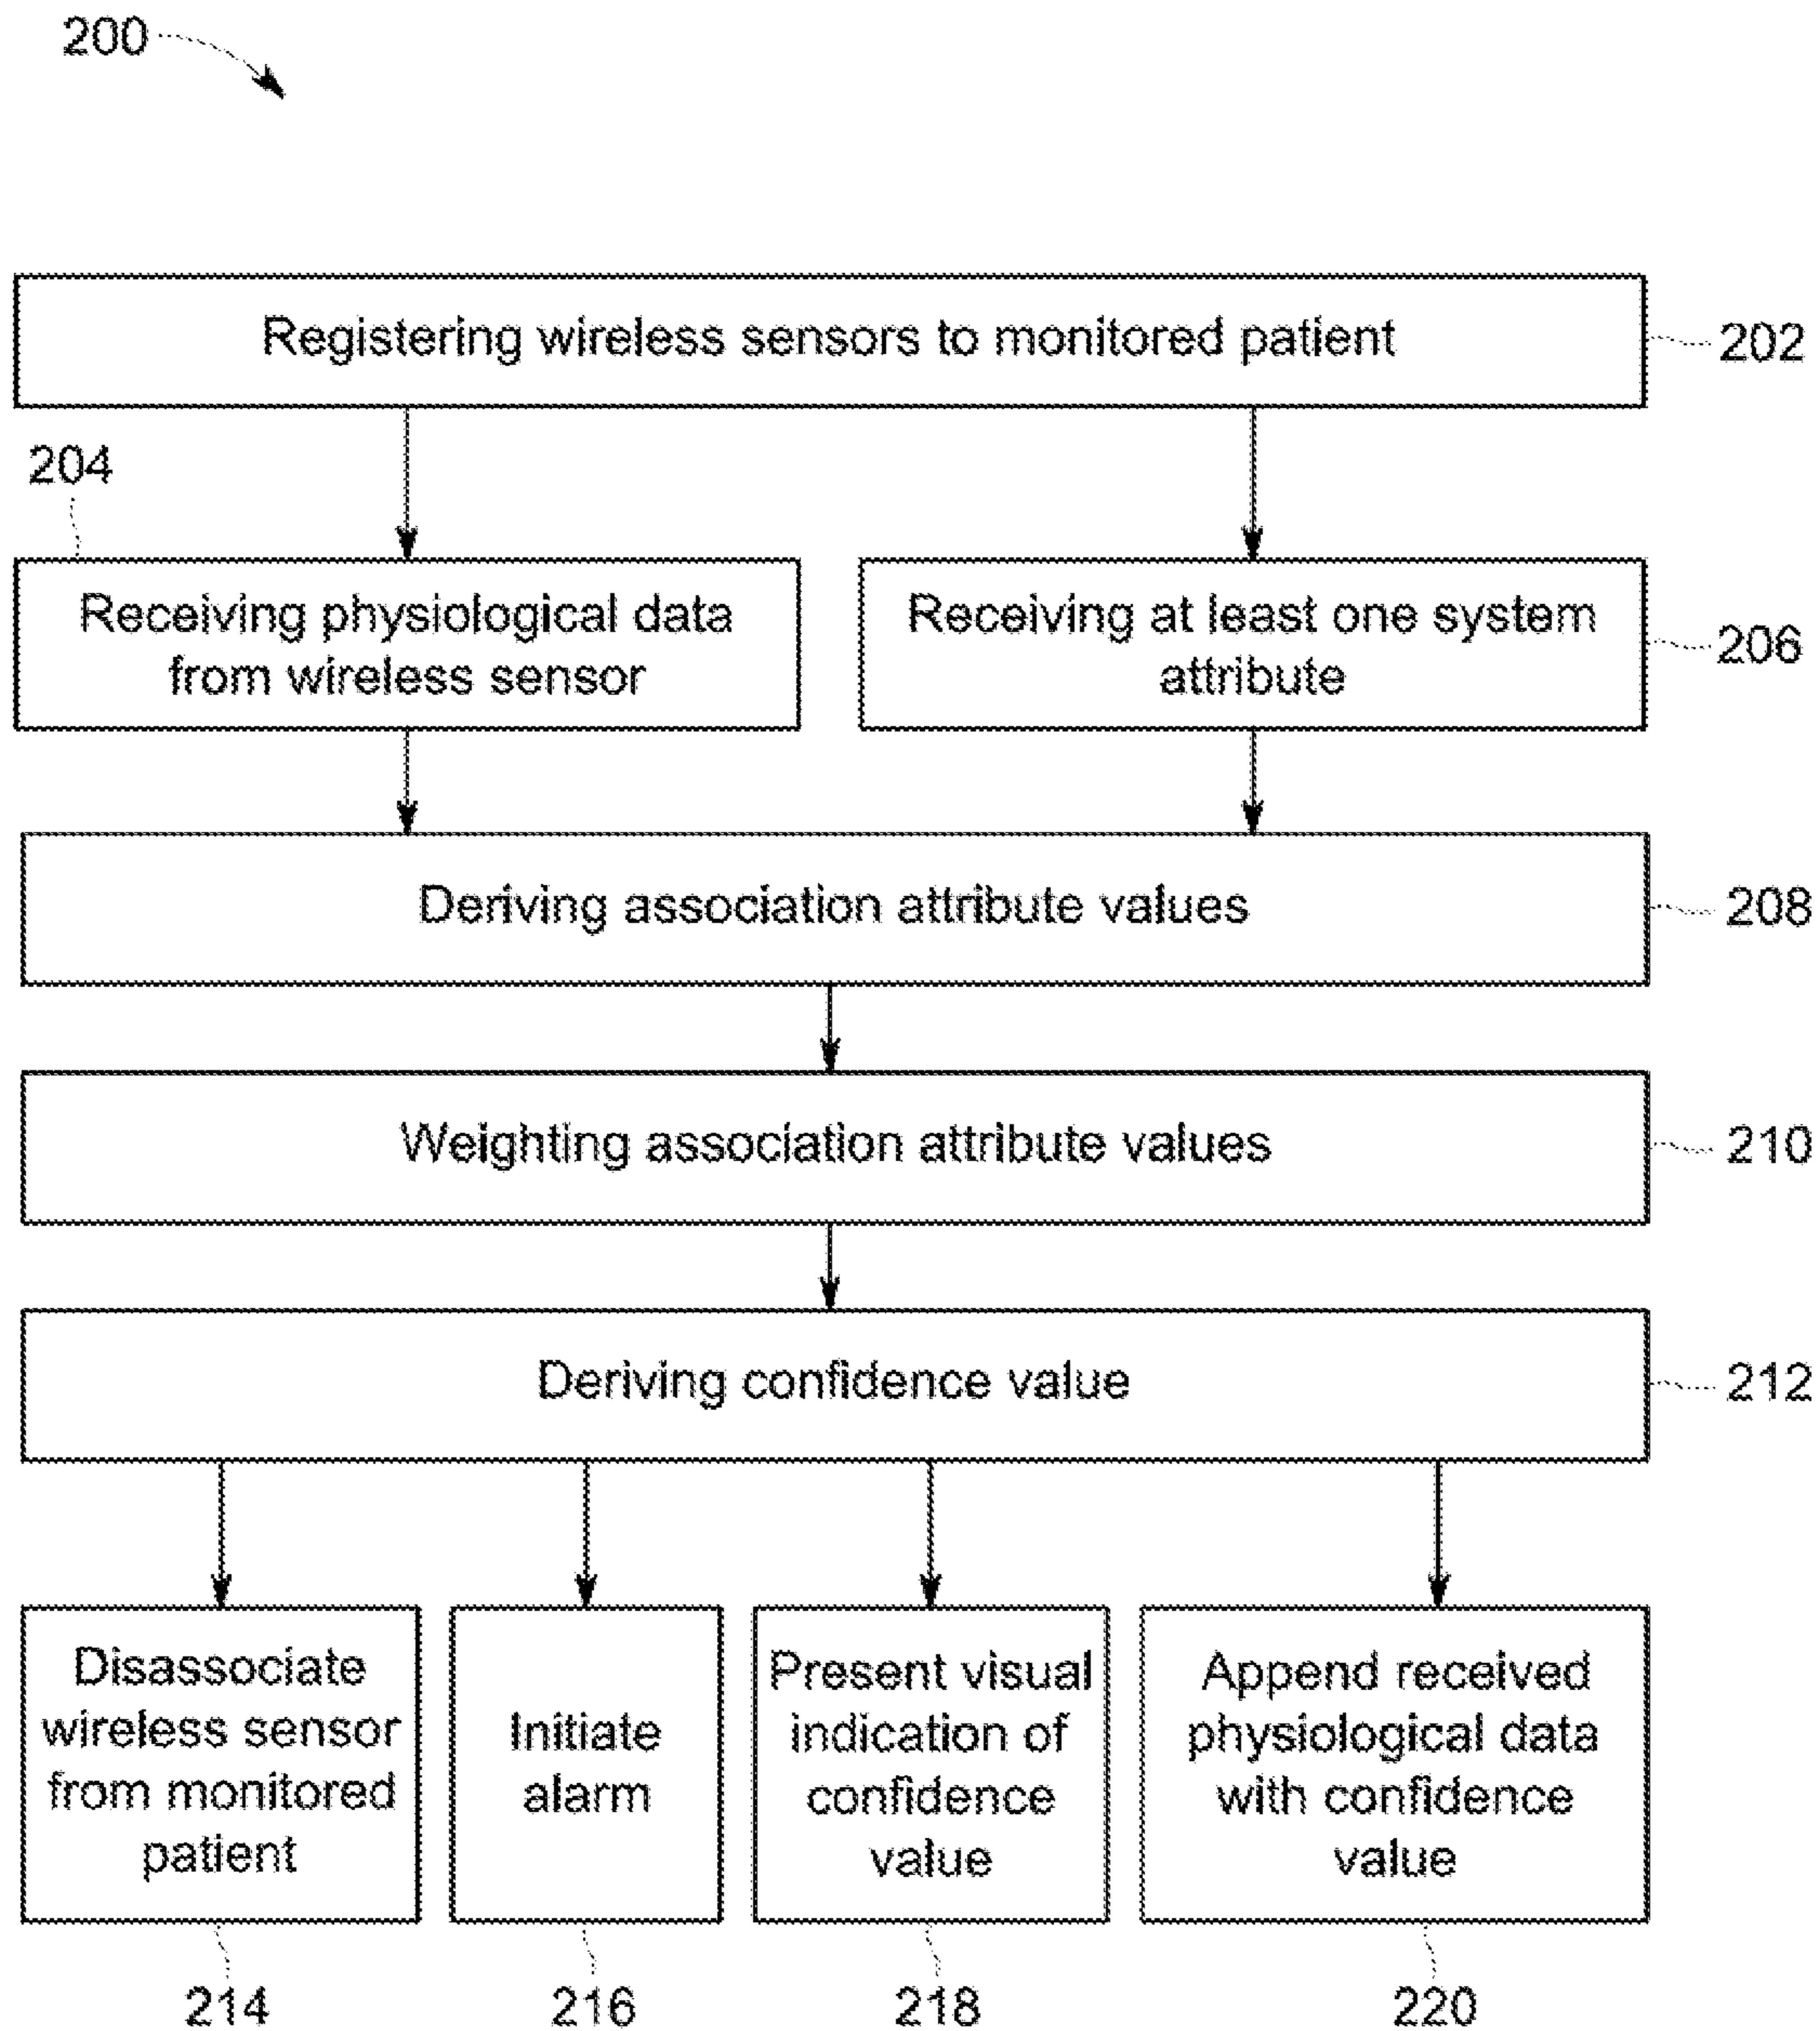 200
Registering wireless sensors to monitored patient
202
204
Receiving physiological data
from wireless sensor
Receiving at least one system
attribute
206
Deriving association attribute values
208
Weighting association attribute values
210
Deriving confidence value
212
Disassociate
wireless sensor
from monitored
patient
Initiate
alarm
Present visual
indication of
confidence
value
Append received
physiological data
with confidence
value
214
216
218
220